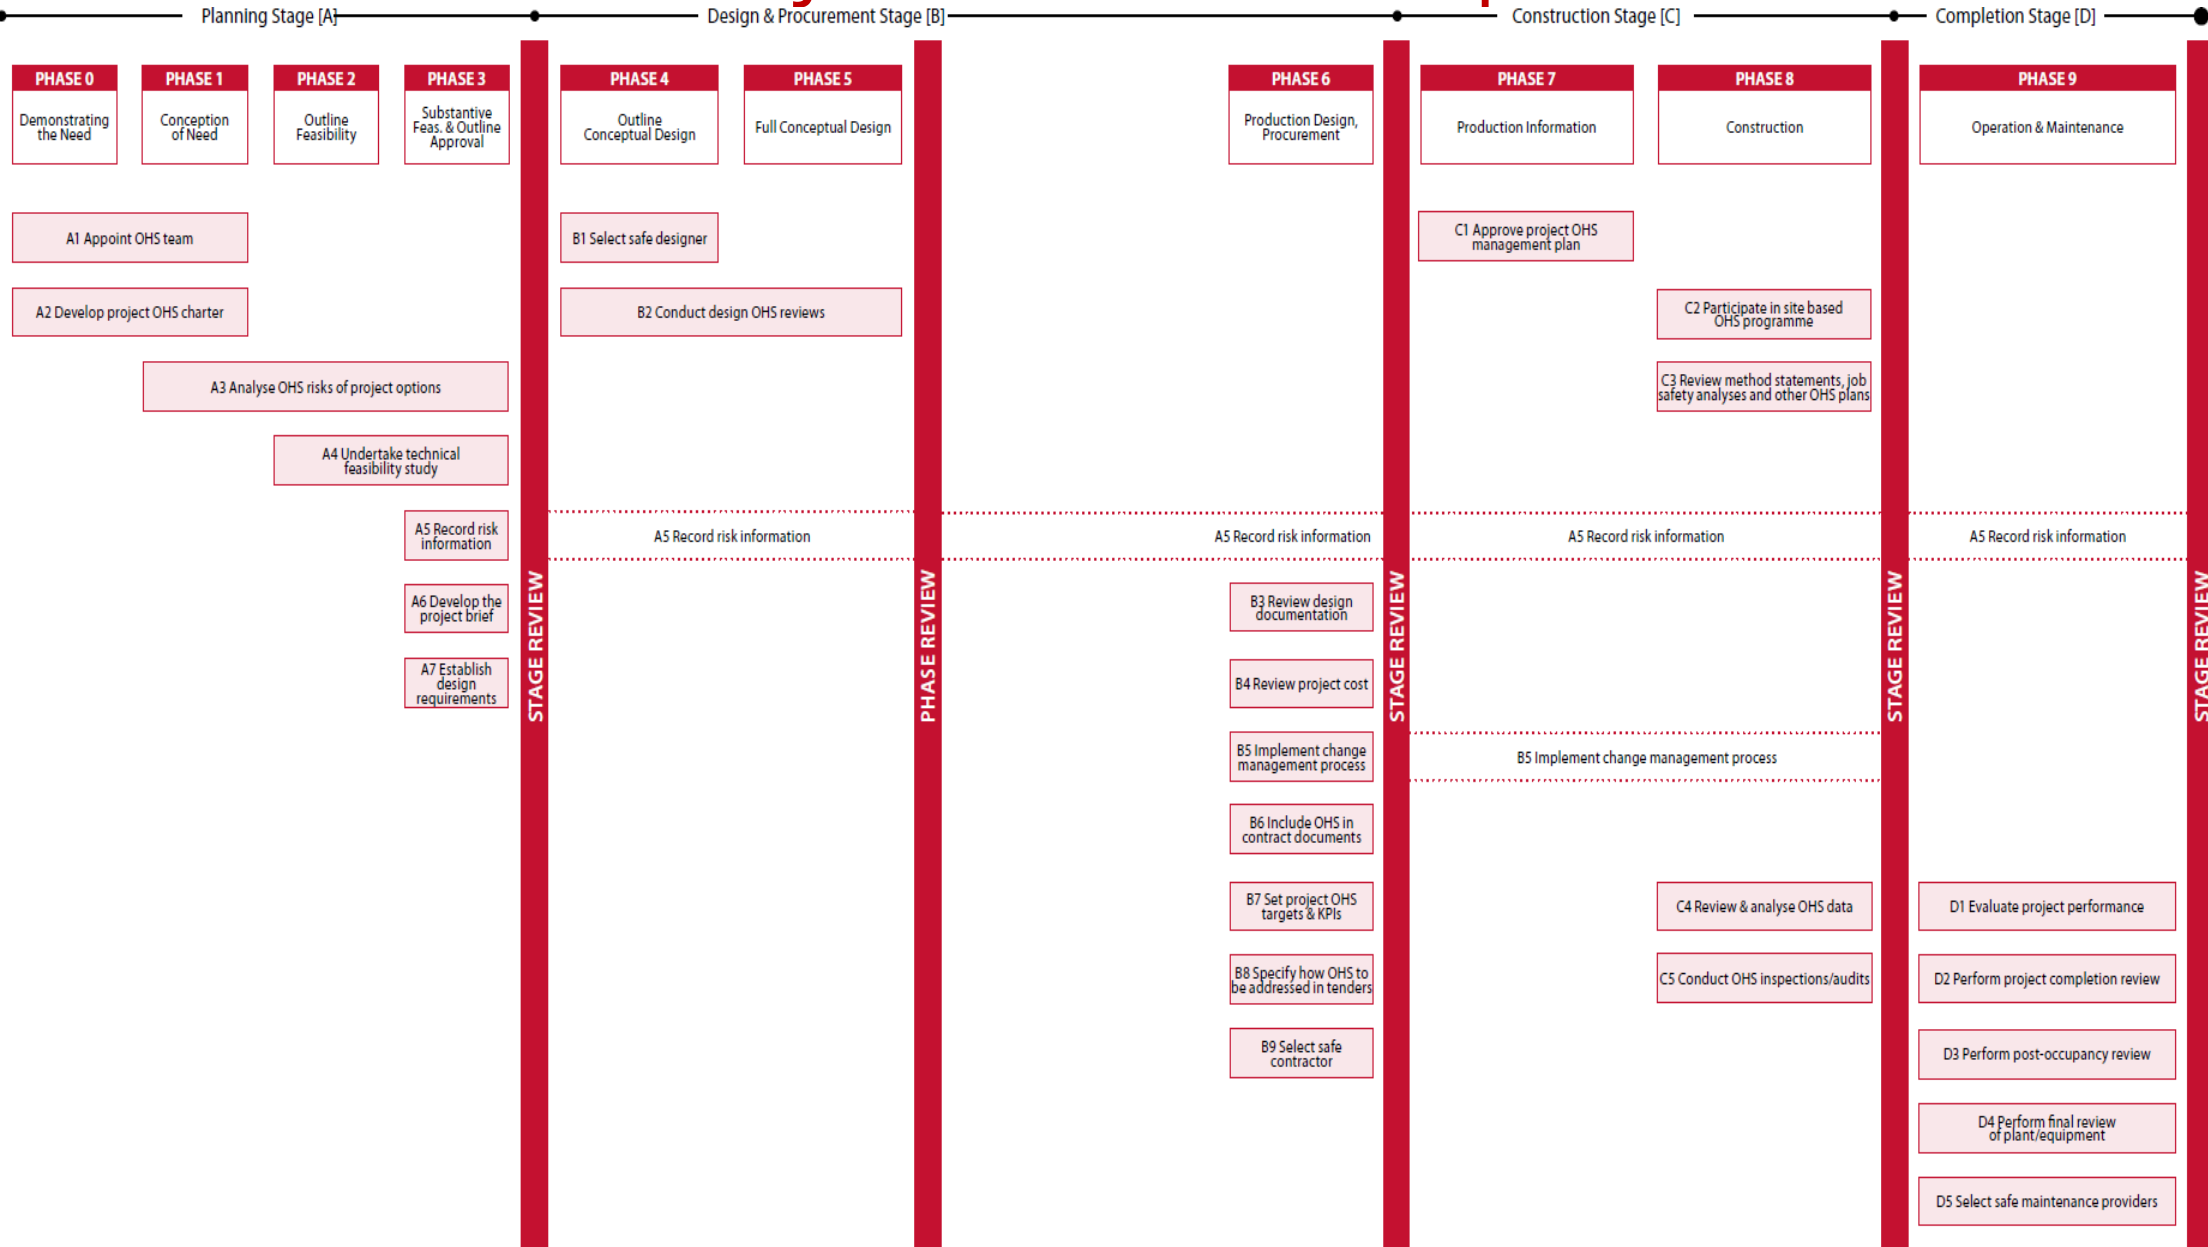 Planning Stage [A]
Design & Procurement Stage [B]
Construction Stage [C]
Completion Stage [D]
PHASE 0
Demonstrating
the Need
PHASE 1
Conception
of Need
PHASE 2
Outline
Feasibility
PHASE 3
Substantive
Feas. & Outline
Approval
PHASE 4
Outline
Conceptual Design
PHASE 5
Full Conceptual Design
PHASE 6
Production Design,
Procurement
PHASE 7
Production Information
PHASE 8
Construction
PHASE 9
Operation & Maintenance
A1 Appoint OHS team
B1 Select safe designer
C1 Approve project OHS
management plan
A2 Develop project OHS charter
B2 Conduct design OHS reviews
C2 Participate in site based
OHS programme
A3 Analyse OHS risks of project options
C3 Review method statements, job
safety analyses and other OHS plans
A4 Undertake technical
feasibility study
A5 Record risk
information
A5 Record risk information
A5 Record risk information
A5 Record risk information
A5 Record risk information
A6 Develop the
project brief
B3 Review design
documentation
A7 Establish
design
requirements
B4 Review project cost
STAGE REVIEW
PHASE REVIEW
STAGE REVIEW
STAGE REVIEW
STAGE REVIEW
B5 Implement change
management process
B5 Implement change management process
B6 Include OHS in
contract documents
B7 Set project OHS
targets & KPIs
C4 Review & analyse OHS data
D1 Evaluate project performance
B8 Specify how OHS to
be addressed in tenders
C5 Conduct OHS inspections/audits
D2 Perform project completion review
B9 Select safe
contractor
D3 Perform post-occupancy review
D4 Perform final review
of plant/equipment
D5 Select safe maintenance providers